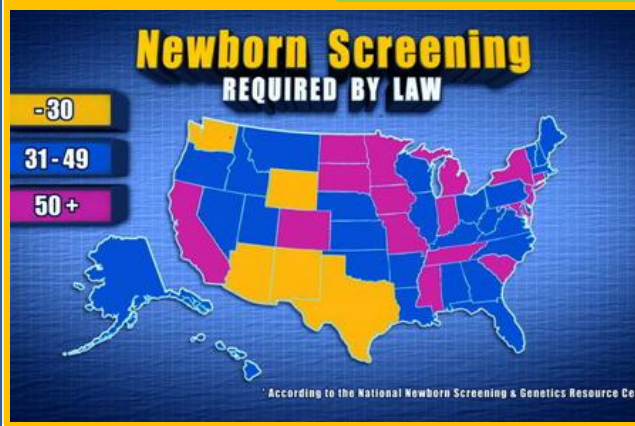 Newborn Screening
REQUIRED BY LAW
-30
31-49
50+
* According to the National Newborn Screening & Genetics Resource Ce